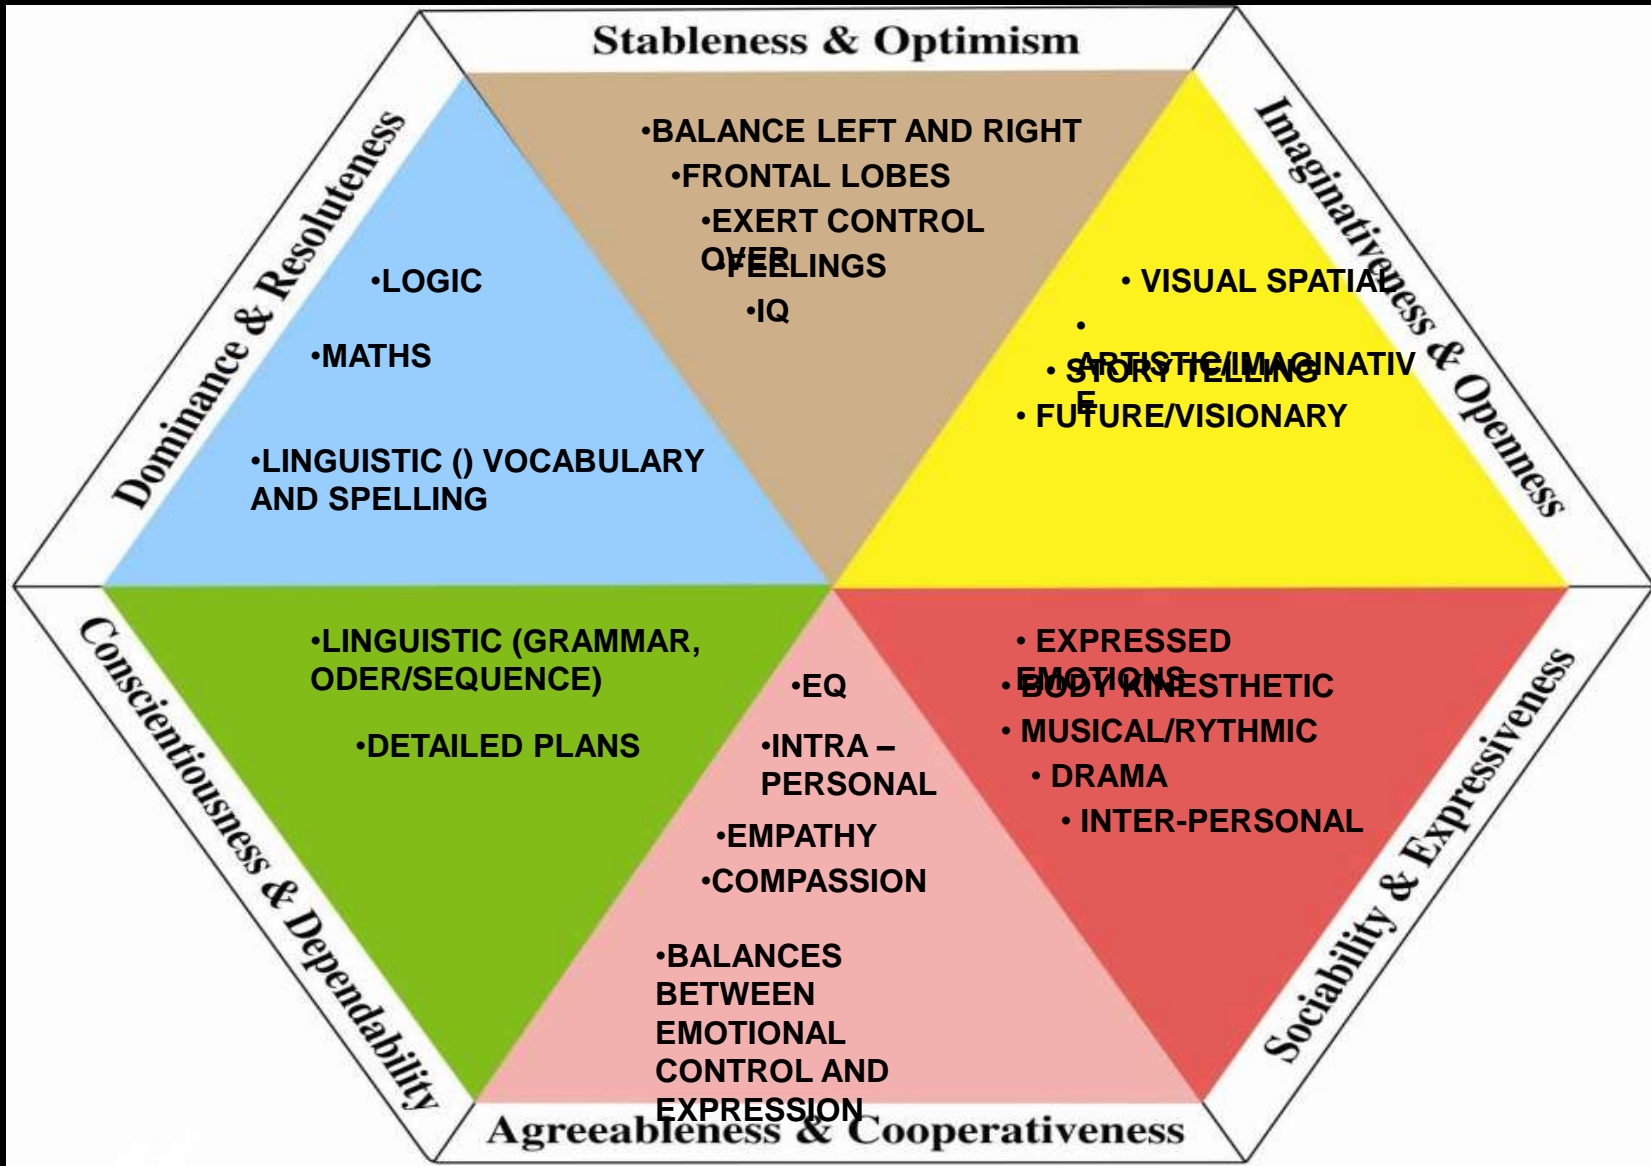 Stableness & Optimism
•BALANCE LEFT AND RIGHT
•FRONTAL LOBES
•EXERT CONTROL
OVER
•FEELINGS
•IQ
Dominance & Resoluteness
•LOGIC
•MATHS
•LINGUISTIC () VOCABULARY
AND SPELLING
Imaginativeness & Openness
• VISUAL SPATIAL
•
ARTISTIC/IMAGINATIV
E
• STORY TELLING
• FUTURE/VISIONARY
Conscientiousness & Dependability
•LINGUISTIC (GRAMMAR,
ODER/SEQUENCE)
•DETAILED PLANS
•EQ
•INTRA –
PERSONAL
•EMPATHY
•COMPASSION
•BALANCES
BETWEEN
EMOTIONAL
CONTROL AND
EXPRESSION
Agreeableness & Cooperativeness
• EXPRESSED
EMOTIONS
• BODY KINESTHETIC
• MUSICAL/RYTHMIC
• DRAMA
• INTER-PERSONAL
Sociability & Expressiveness